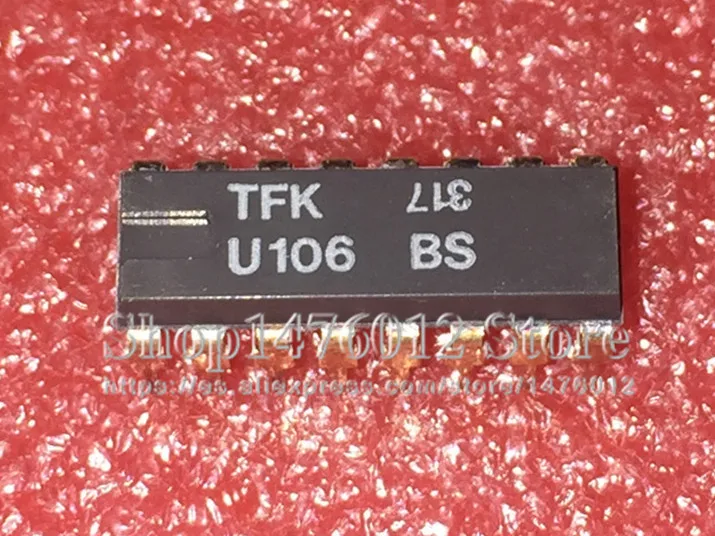 TFK 317
U106 BS
Shop1476012 Store
https://es.aliexpress.com/store/1476012